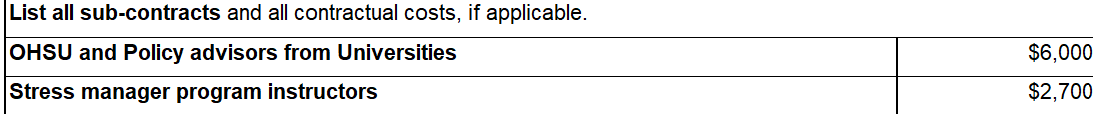 List all sub-contracts and all contractual costs, if applicable.
OHSU and Policy advisors from Universities $6,000
Stress manager program instructors $2,700